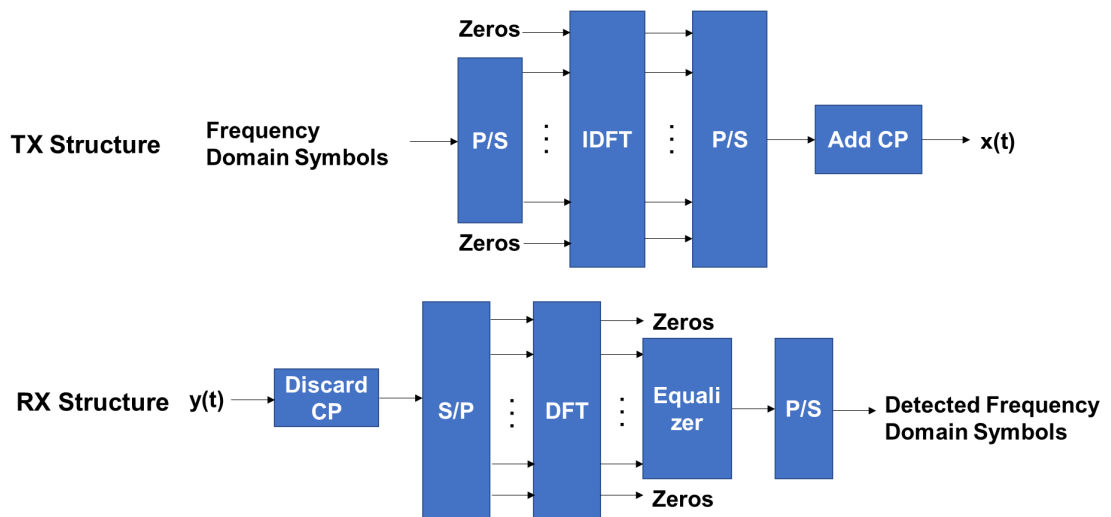 Zeros
TX Structure
Frequency
Domain Symbols
P/S
IDFT
P/S
Add CP
x(t)
Zeros
RX Structure
y(t)
Discard
CP
S/P
DFT
Zeros
Equali
zer
P/S
Detected Frequency
Domain Symbols
Zeros